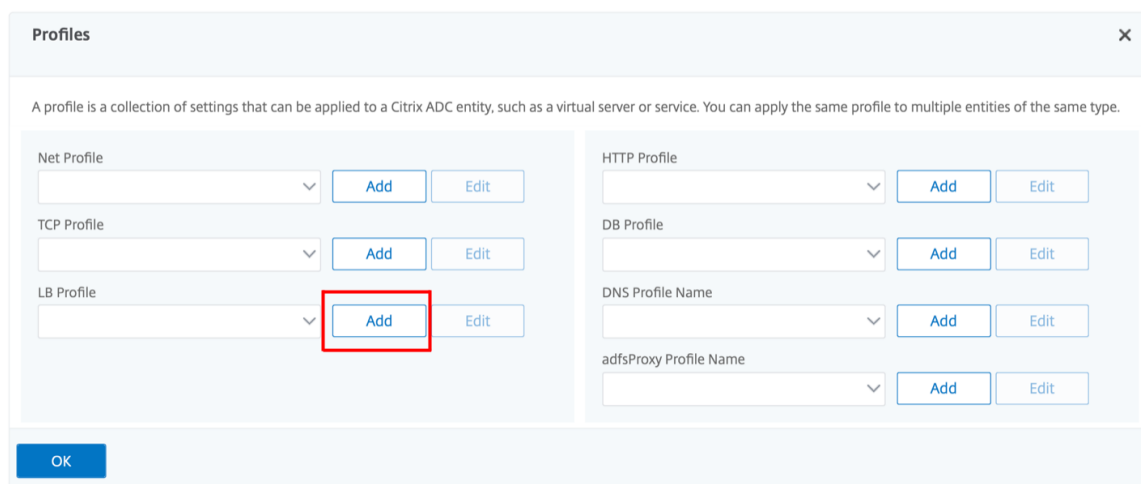 Profiles
A profile is a collection of settings that can be applied to a Citrix ADC entity, such as a virtual server or service. You can apply the same profile to multiple entities of the same type.
Net Profile
Add Edit
TCP Profile
Add Edit
LB Profile
Add Edit
HTTP Profile
Add Edit
DB Profile
Add Edit
DNS Profile Name
Add Edit
adfsProxy Profile Name
Add Edit
OK